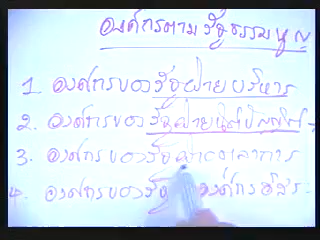 องค์กรตามรัฐธรรมนูญ
1. องค์กรของรัฐฝ่ายบริหาร
2. องค์กรของรัฐฝ่ายนิติบัญญัติ
3. องค์กรของรัฐฝ่ายตุลาการ
4. องค์กรของรัฐ องค์กรอิสระ